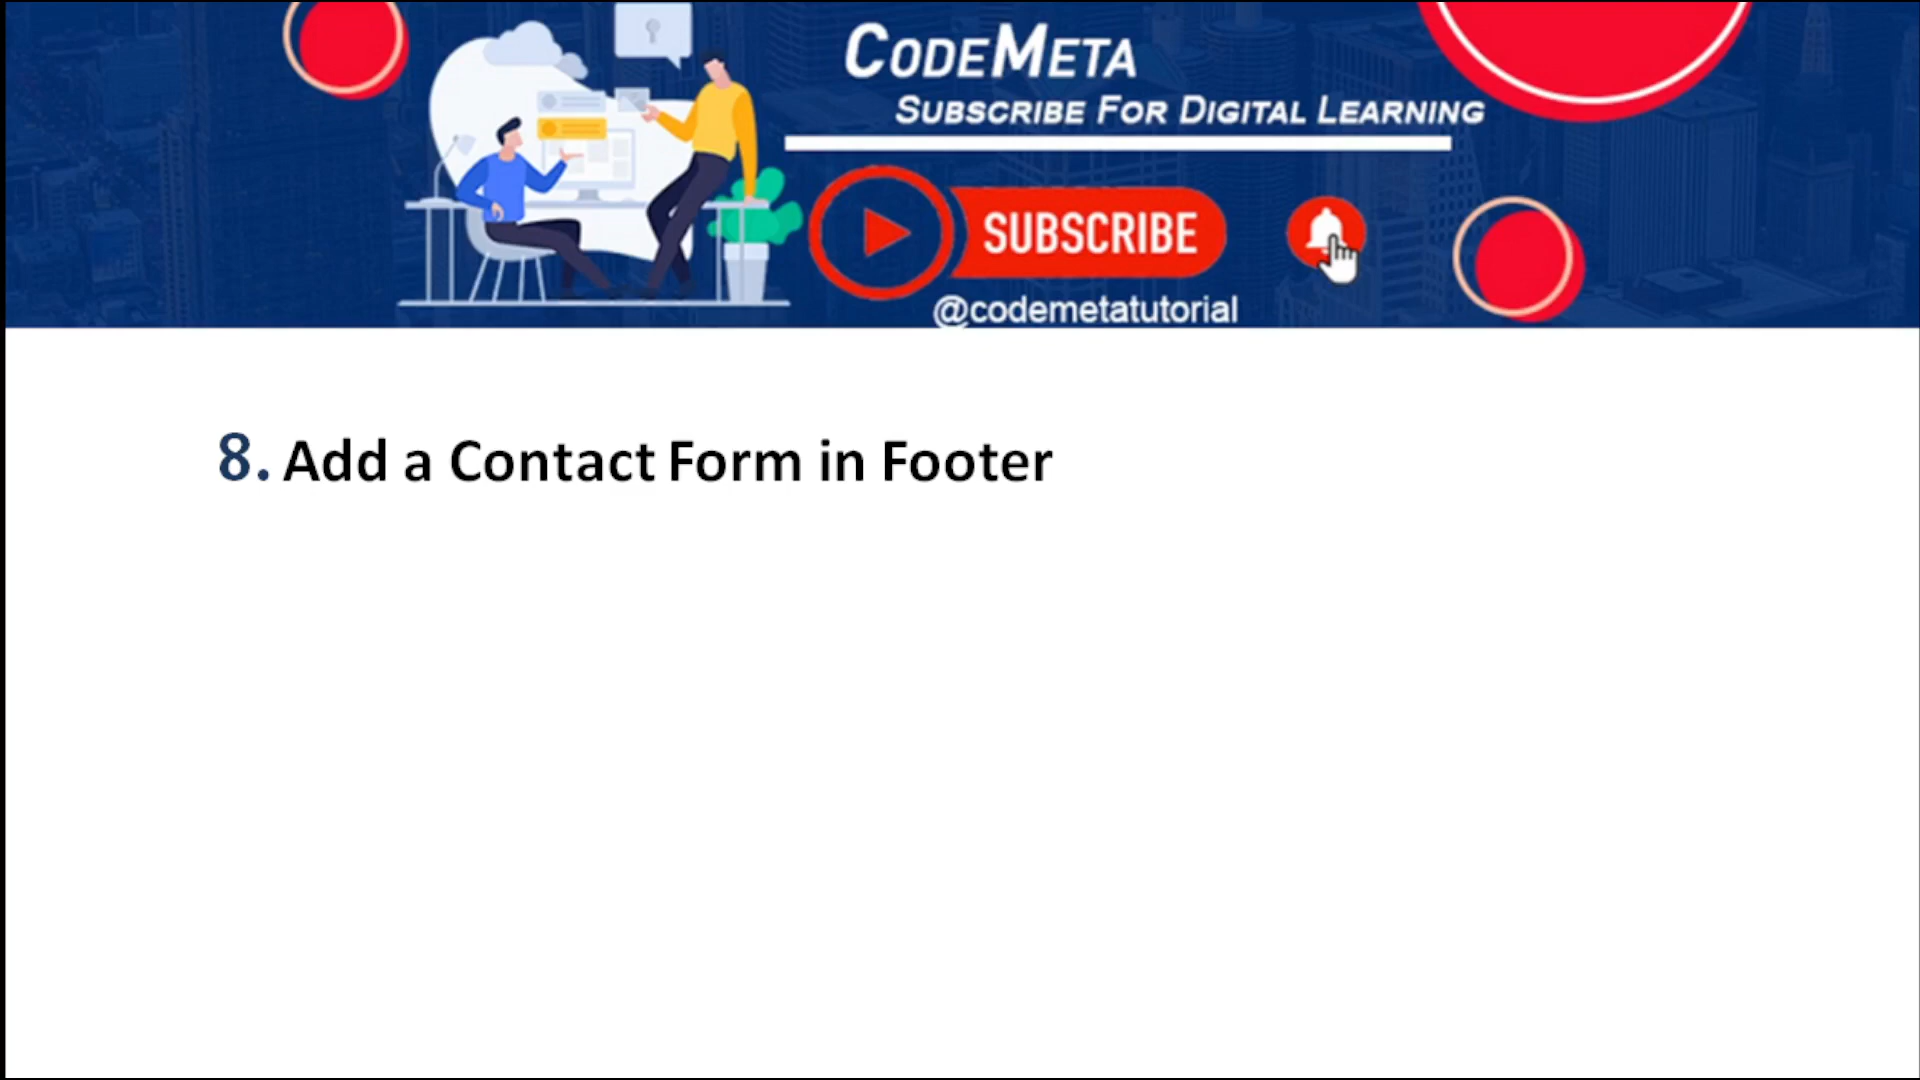 CODEMETA
SUBSCRIBE FOR DIGITAL LEARNING
SUBSCRIBE
@codemetatutorial
8. Add a Contact Form in Footer